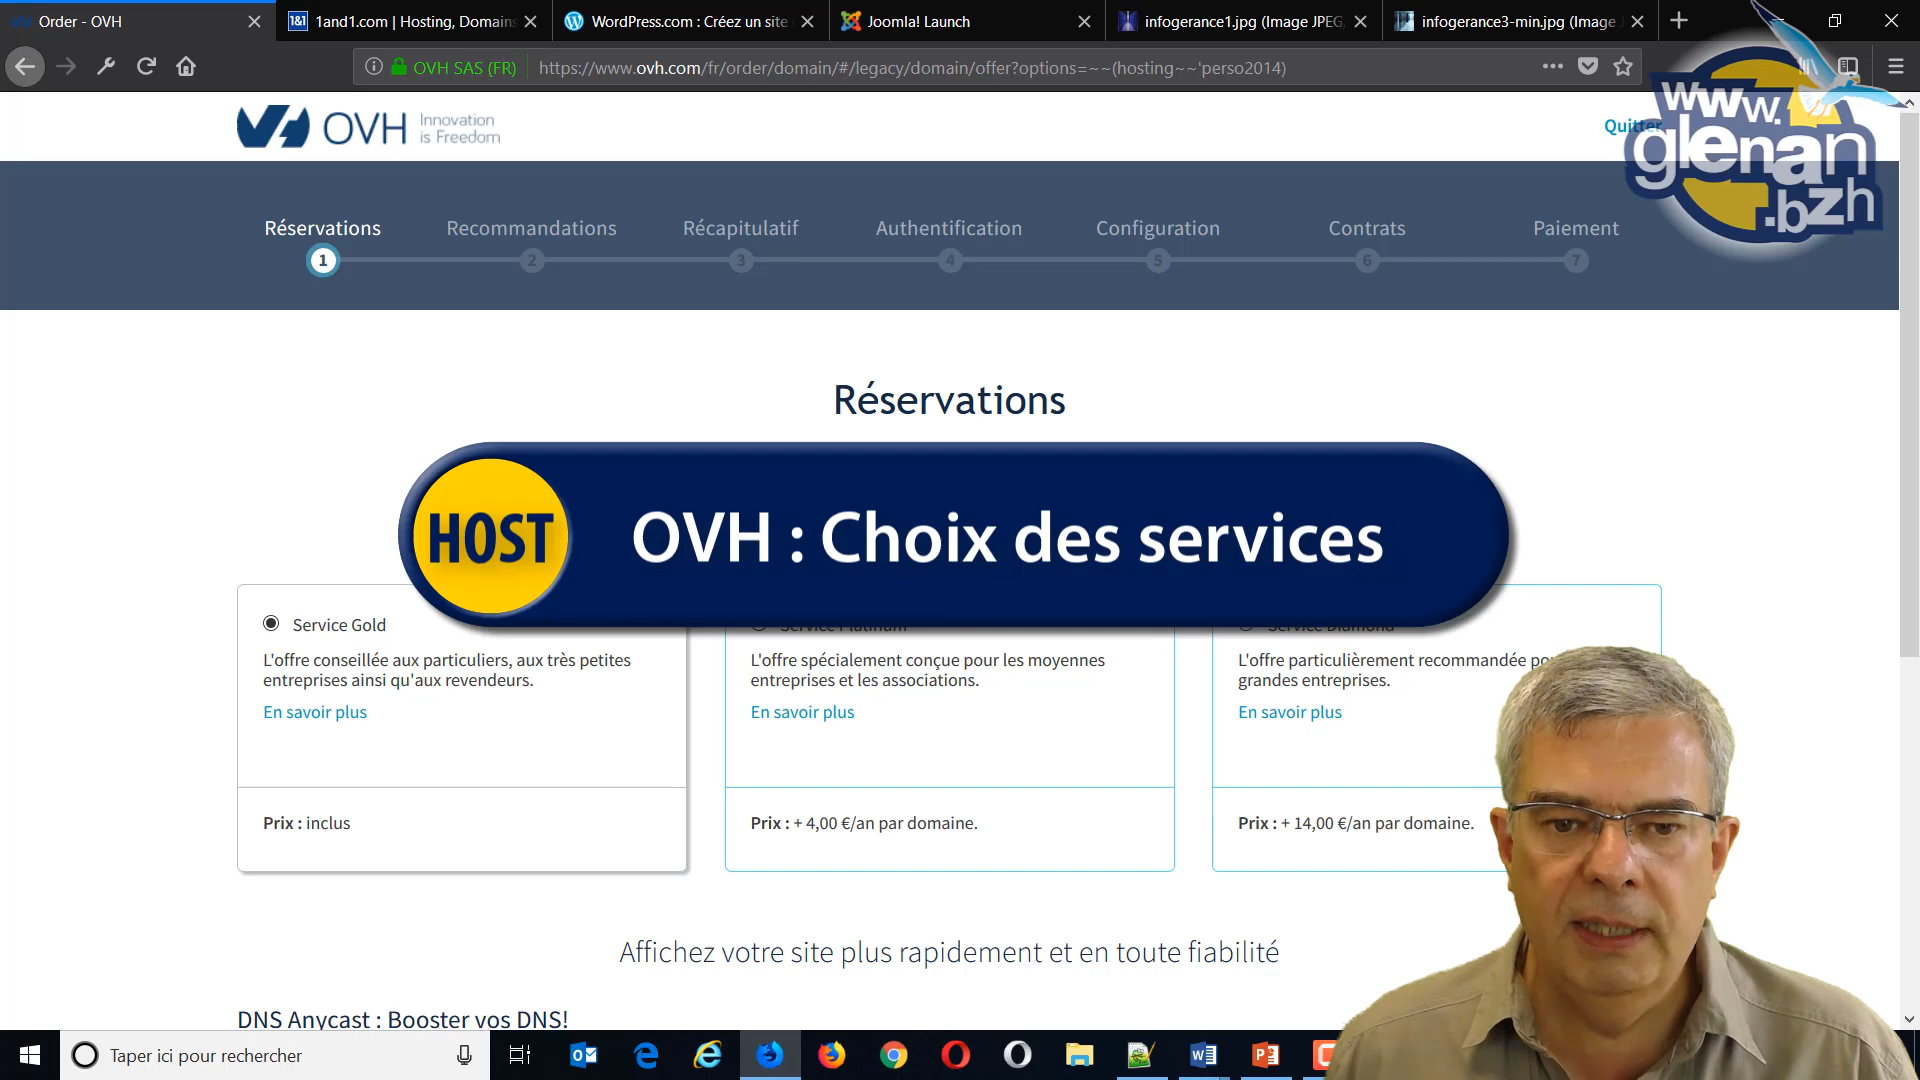 Order - OVH
1&1
1and1.com | Hosting, Domains
WordPress.com : Créez un site
Joomla! Launch
infogerance1.jpg (Image JPEG,
infogerance3-min.jpg (Image J
OVH SAS (FR)
https://www.ovh.com/fr/order/domain/#/legacy/domain/offer?options=~~(hosting~~'perso2014)
OVH
Innovation
is Freedom
Quitter
www.
glenan
.bzh
Réservations
Recommandations
Récapitulatif
Authentification
Configuration
Contrats
Paiement
1
2
3
4
5
6
7
Réservations
HOST
OVH : Choix des services
Service Gold
Service Platinum
Service Diamond
L'offre conseillée aux particuliers, aux très petites
entreprises ainsi qu'aux revendeurs.
En savoir plus
L'offre spécialement conçue pour les moyennes
entreprises et les associations.
En savoir plus
L'offre particulièrement recommandée
grandes entreprises.
En savoir plus
Prix : inclus
Prix : + 4,00 €/an par domaine.
Prix : + 14,00 €/an par domaine.
Affichez votre site plus rapidement et en toute fiabilité
DNS Anycast : Booster vos DNS!
Taper ici pour rechercher